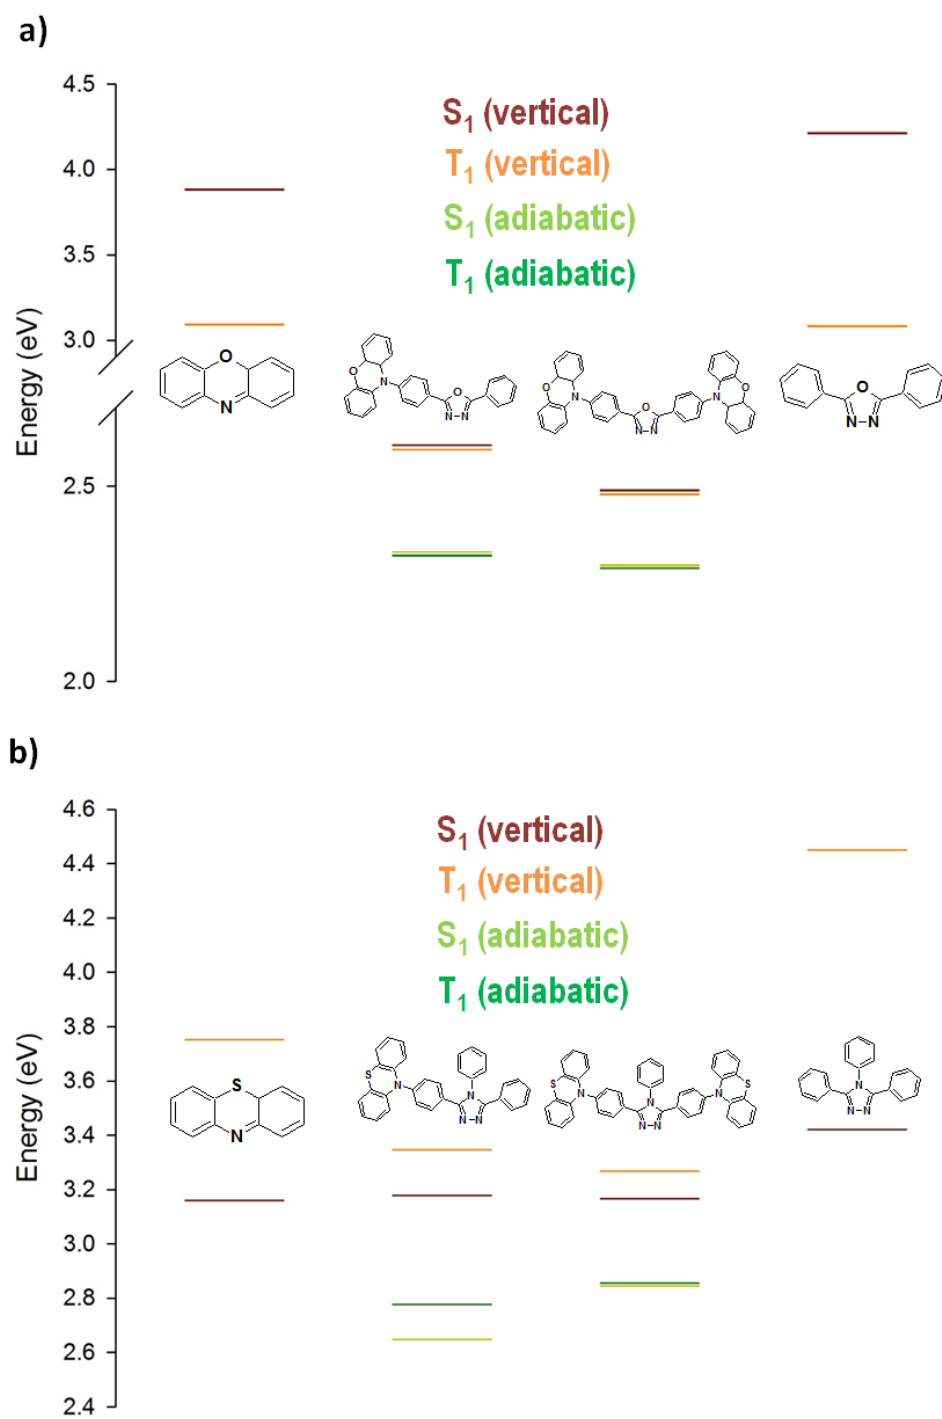 a)
4.5
S1 (vertical)
4.0
T1 (vertical)
S1 (adiabatic)
3.5
T1 (adiabatic)
3.0
Energy (eV)
O
N
O
N
O
N-N
O
N
O
N-N
N
O
O
N-N
2.5
2.0
b)
4.6
S1 (vertical)
4.4
T1 (vertical)
4.2
S1 (adiabatic)
4.0
T1 (adiabatic)
3.8
Energy (eV)
3.6
S
N
S
N
N
N-N
S
N
N
N-N
N
S
N
N-N
3.4
3.2
3.0
2.8
2.6
2.4